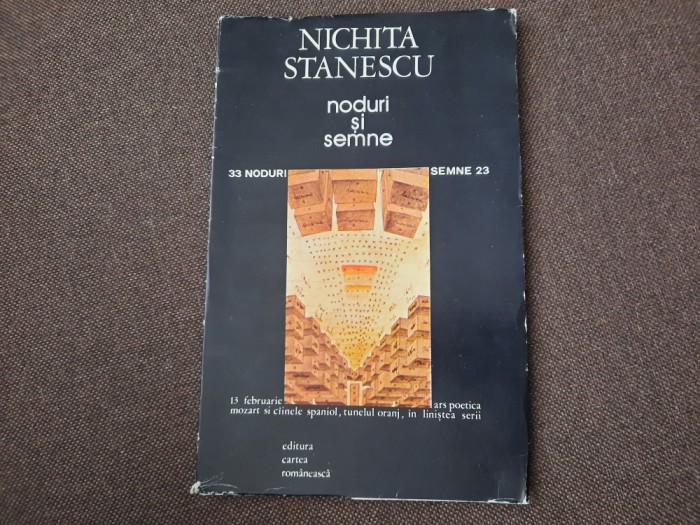 NICHITA
STANESCU
noduri
și
semne
33 NODURI SEMNE 23
13 februarie ars poetica
mozart si cîinele spaniol, tunelul oranj, în liniștea serii
editura
cartea
românească